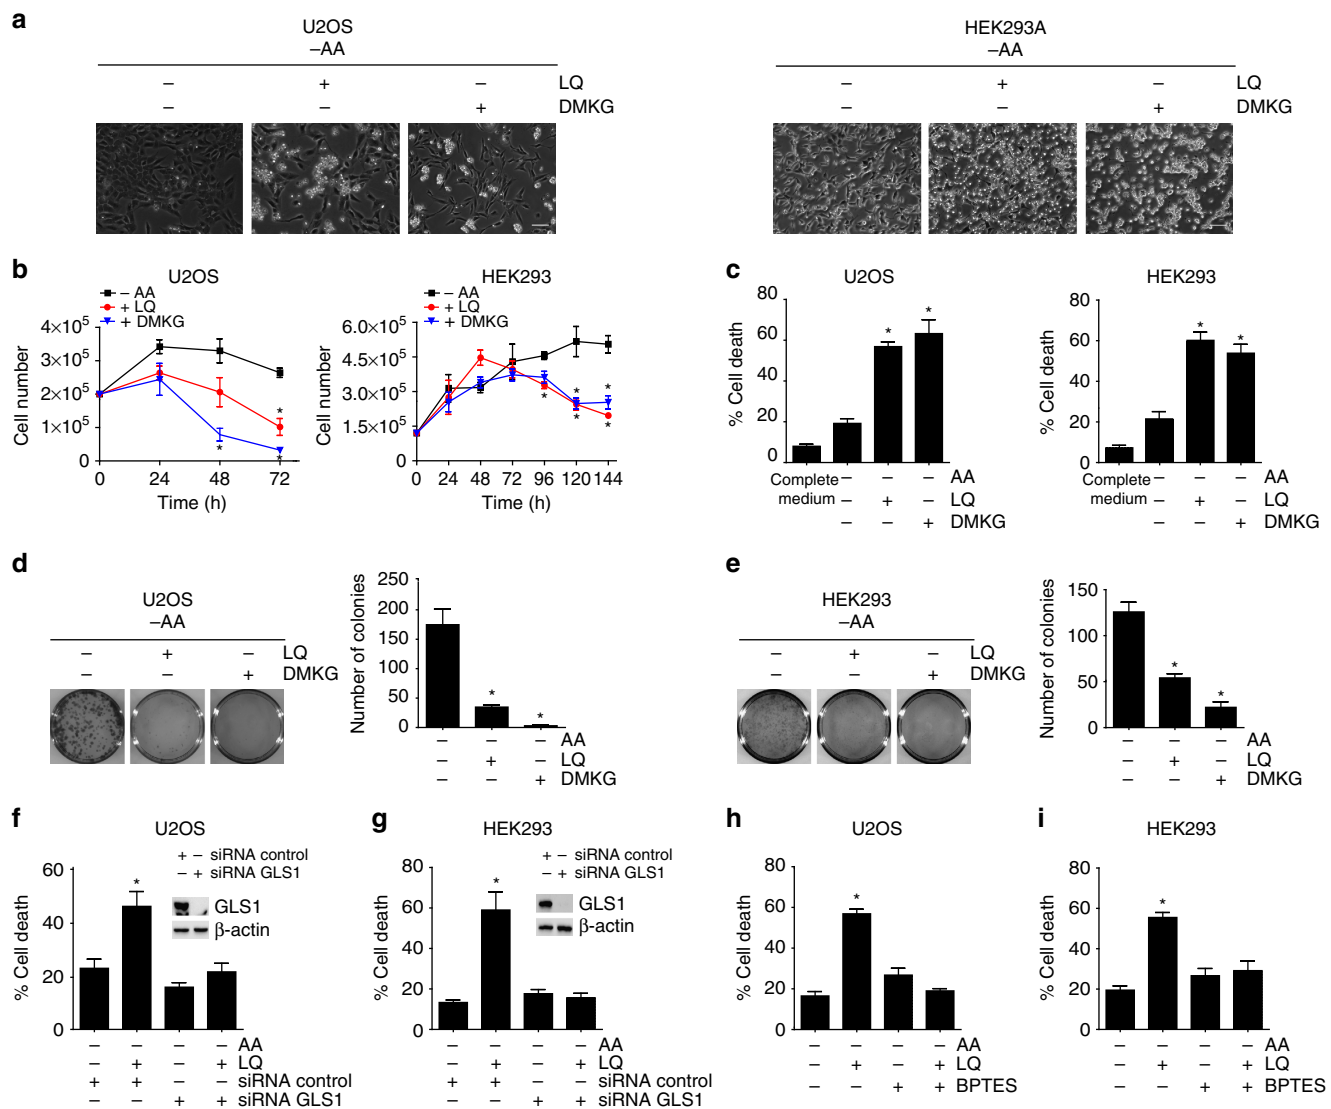 a
U2OS
–AA
– + – LQ
– – + DMKG
HEK293A
–AA
– + – LQ
– – + DMKG
b
U2OS
– AA
+ LQ
+ DMKG
Cell number
4×10⁵
3×10⁵
2×10⁵
1×10⁵
0
0 24 48 72
Time (h)
* * *
HEK293
– AA
+ LQ
+ DMKG
Cell number
6.0×10⁵
4.5×10⁵
3.0×10⁵
1.5×10⁵
0
0 24 48 72 96 120 144
Time (h)
* * * * *
c
U2OS
% Cell death
80
60
40
20
0
* *
Complete medium
– – – AA
– + – LQ
– – + DMKG
HEK293
% Cell death
80
60
40
20
0
* *
Complete medium
– – – AA
– + – LQ
– – + DMKG
d
U2OS
–AA
– + – LQ
– – + DMKG
Number of colonies
250
200
150
100
50
0
* *
– – – AA
– + – LQ
– – + DMKG
e
HEK293
–AA
– + – LQ
– – + DMKG
Number of colonies
150
100
50
0
* *
– – – AA
– + – LQ
– – + DMKG
f
U2OS
+ – siRNA control
– + siRNA GLS1
GLS1
β-actin
% Cell death
60
40
20
0
*
– – – – AA
– + – + LQ
+ + – – siRNA control
– – + + siRNA GLS1
g
HEK293
+ – siRNA control
– + siRNA GLS1
GLS1
β-actin
% Cell death
80
60
40
20
0
*
– – – – AA
– + – + LQ
+ + – – siRNA control
– – + + siRNA GLS1
h
U2OS
% Cell death
80
60
40
20
0
*
– – – – AA
– + – + LQ
– – + + BPTES
i
HEK293
% Cell death
80
60
40
20
0
*
– – – – AA
– + – + LQ
– – + + BPTES